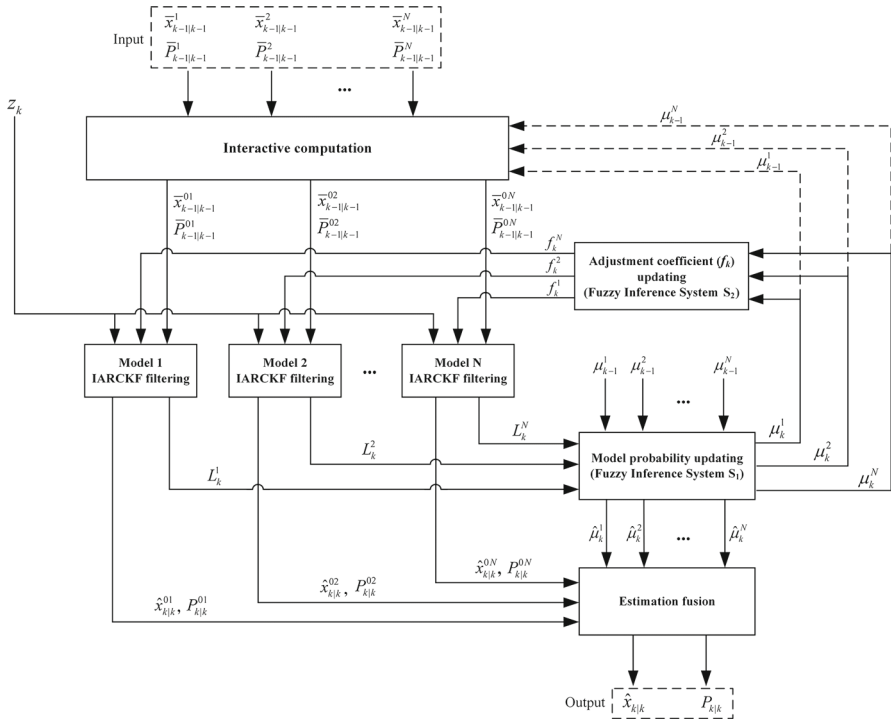 x̄¹ₖ₋₁|ₖ₋₁ x̄²ₖ₋₁|ₖ₋₁ x̄ᴺₖ₋₁|ₖ₋₁
Input
P̄¹ₖ₋₁|ₖ₋₁ P̄²ₖ₋₁|ₖ₋₁ P̄ᴺₖ₋₁|ₖ₋₁
...
zₖ
μᴺₖ₋₁
Interactive computation
μ²ₖ₋₁
μ¹ₖ₋₁
x̄⁰¹ₖ₋₁|ₖ₋₁ x̄⁰²ₖ₋₁|ₖ₋₁ x̄⁰ᴺₖ₋₁|ₖ₋₁
P̄⁰¹ₖ₋₁|ₖ₋₁ P̄⁰²ₖ₋₁|ₖ₋₁ P̄⁰ᴺₖ₋₁|ₖ₋₁
fᴺₖ
f²ₖ
f¹ₖ
Adjustment coefficient (fₖ)
updating
(Fuzzy Inference System S₂)
Model 1
IARCKF filtering
Model 2
IARCKF filtering
...
Model N
IARCKF filtering
μ¹ₖ₋₁ μ²ₖ₋₁ ... μᴺₖ₋₁
Lᴺₖ
L²ₖ
L¹ₖ
Model probability updating
(Fuzzy Inference System S₁)
μ¹ₖ
μ²ₖ
μᴺₖ
μ̂¹ₖ μ̂²ₖ ... μ̂ᴺₖ
x̂⁰ᴺₖ|ₖ, P⁰ᴺₖ|ₖ
x̂⁰²ₖ|ₖ, P⁰²ₖ|ₖ
x̂⁰¹ₖ|ₖ, P⁰¹ₖ|ₖ
Estimation fusion
Output x̂ₖ|ₖ Pₖ|ₖ